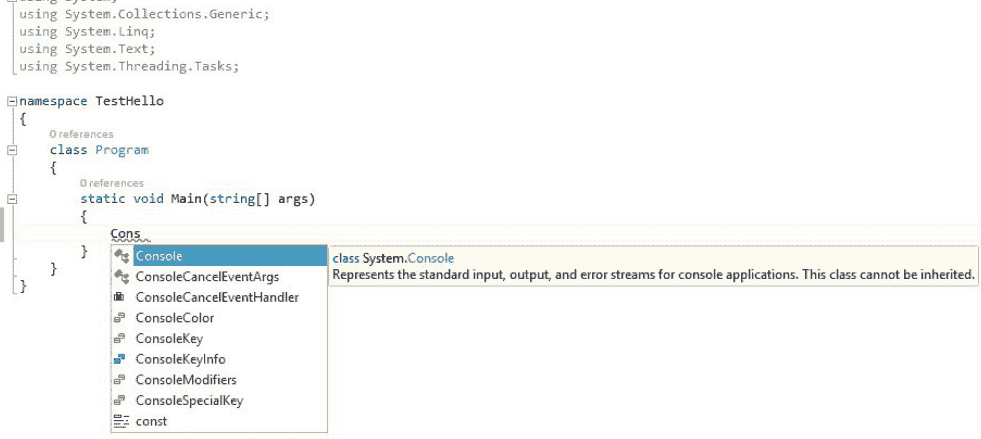 using System;
using System.Collections.Generic;
using System.Linq;
using System.Text;
using System.Threading.Tasks;
namespace TestHello
{
0 references
class Program
{
0 references
static void Main(string[] args)
{
Cons
}
}
}
Console
ConsoleCancelEventArgs
ConsoleCancelEventHandler
ConsoleColor
ConsoleKey
ConsoleKeyInfo
ConsoleModifiers
ConsoleSpecialKey
const
class System.Console
Represents the standard input, output, and error streams for console applications. This class cannot be inherited.